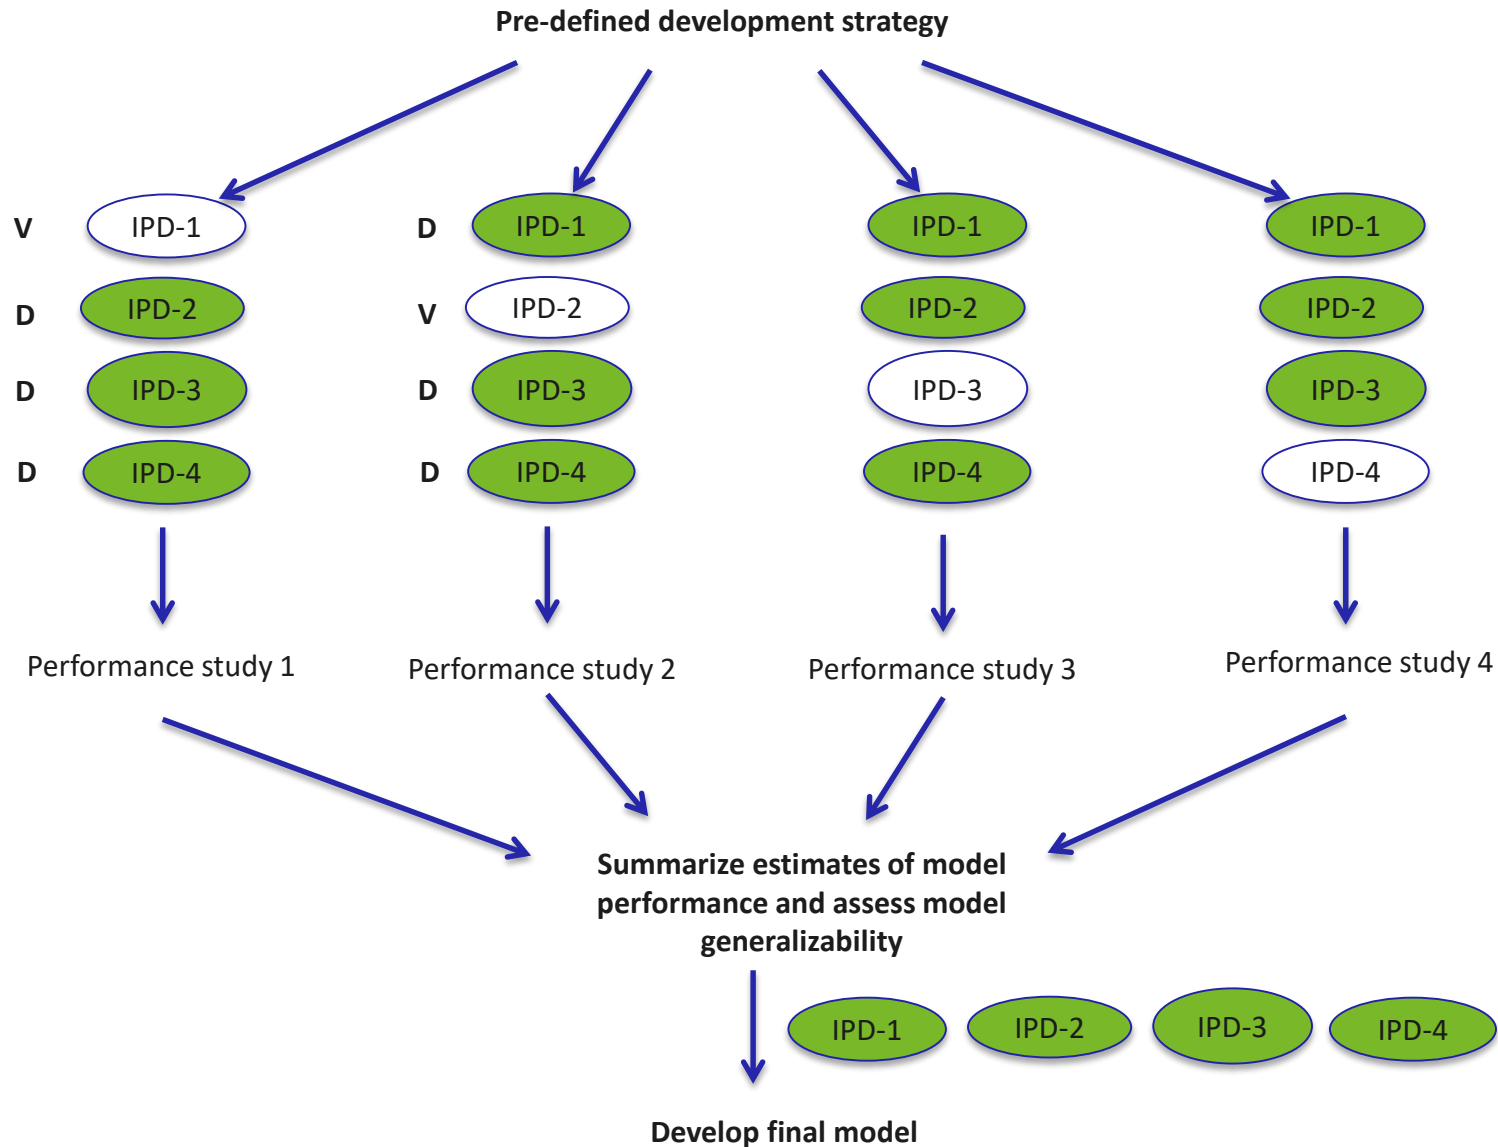 Pre-defined development strategy
V IPD-1 D IPD-1 IPD-1 IPD-1
D IPD-2 V IPD-2 IPD-2 IPD-2
D IPD-3 D IPD-3 IPD-3 IPD-3
D IPD-4 D IPD-4 IPD-4 IPD-4
Performance study 1 Performance study 2 Performance study 3 Performance study 4
Summarize estimates of model
performance and assess model
generalizability
IPD-1 IPD-2 IPD-3 IPD-4
Develop final model